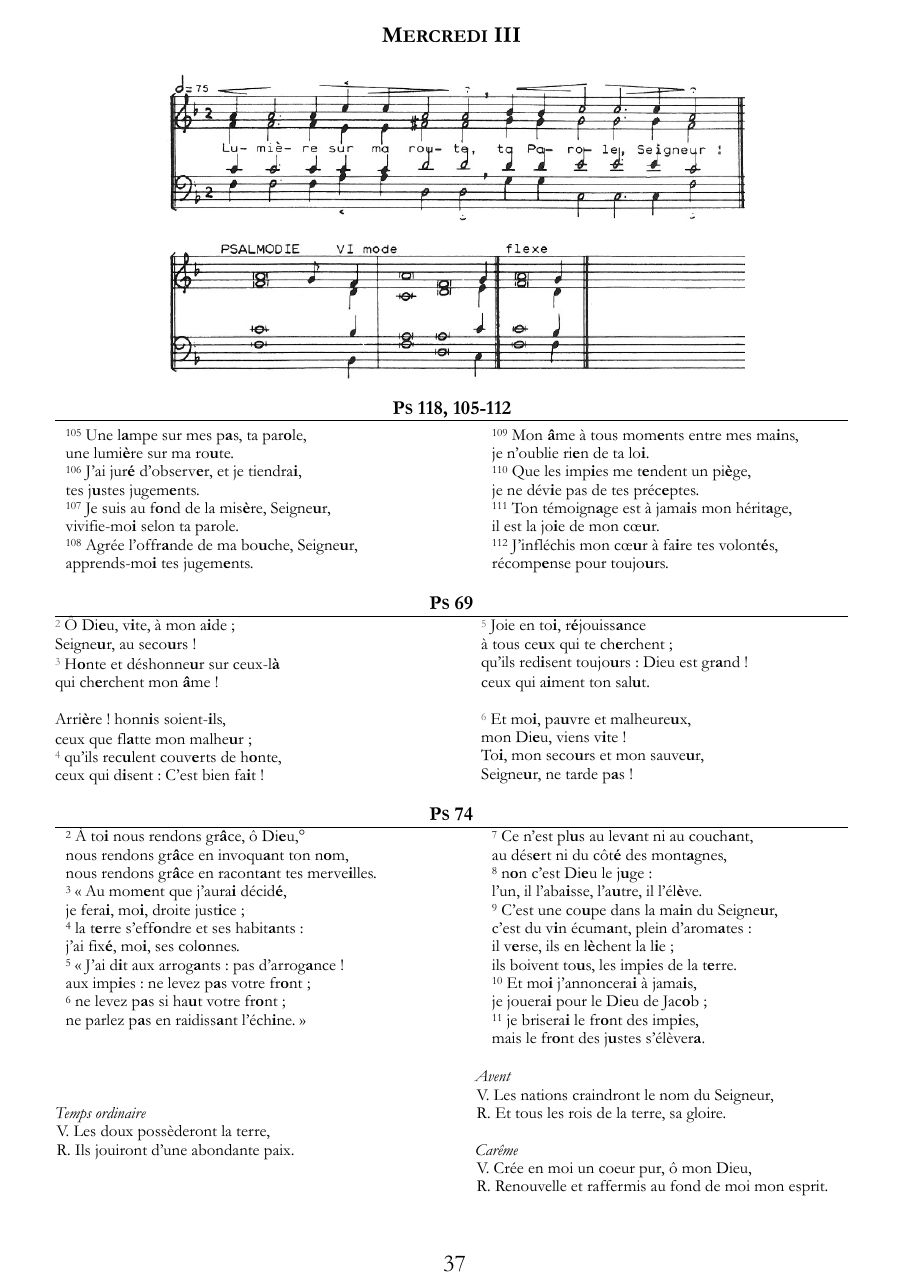 MERCREDI III
=75
2
Lu- miè- re sur ma rou- te, ta Pa- ro- le, Seigneur !
2
PSALMODIE VI mode flexe
PS 118, 105-112
105 Une lampe sur mes pas, ta parole,
une lumière sur ma route.
106 J’ai juré d’observer, et je tiendrai,
tes justes jugements.
107 Je suis au fond de la misère, Seigneur,
vivifie-moi selon ta parole.
108 Agrée l’offrande de ma bouche, Seigneur,
apprends-moi tes jugements.
109 Mon âme à tous moments entre mes mains,
je n’oublie rien de ta loi.
110 Que les impies me tendent un piège,
je ne dévie pas de tes préceptes.
111 Ton témoignage est à jamais mon héritage,
il est la joie de mon cœur.
112 J’infléchis mon cœur à faire tes volontés,
récompense pour toujours.
PS 69
2 Ô Dieu, vite, à mon aide ;
Seigneur, au secours !
3 Honte et déshonneur sur ceux-là
qui cherchent mon âme !
Arrière ! honnis soient-ils,
ceux que flatte mon malheur ;
4 qu’ils reculent couverts de honte,
ceux qui disent : C’est bien fait !
5 Joie en toi, réjouissance
à tous ceux qui te cherchent ;
qu’ils redisent toujours : Dieu est grand !
ceux qui aiment ton salut.
6 Et moi, pauvre et malheureux,
mon Dieu, viens vite !
Toi, mon secours et mon sauveur,
Seigneur, ne tarde pas !
PS 74
2 À toi nous rendons grâce, ô Dieu,°
nous rendons grâce en invoquant ton nom,
nous rendons grâce en racontant tes merveilles.
3 « Au moment que j’aurai décidé,
je ferai, moi, droite justice ;
4 la terre s’effondre et ses habitants :
j’ai fixé, moi, ses colonnes.
5 « J’ai dit aux arrogants : pas d’arrogance !
aux impies : ne levez pas votre front ;
6 ne levez pas si haut votre front ;
ne parlez pas en raidissant l’échine. »
7 Ce n’est plus au levant ni au couchant,
au désert ni du côté des montagnes,
8 non c’est Dieu le juge :
l’un, il l’abaisse, l’autre, il l’élève.
9 C’est une coupe dans la main du Seigneur,
c’est du vin écumant, plein d’aromates :
il verse, ils en lèchent la lie ;
ils boivent tous, les impies de la terre.
10 Et moi j’annoncerai à jamais,
je jouerai pour le Dieu de Jacob ;
11 je briserai le front des impies,
mais le front des justes s’élèvera.
Temps ordinaire
V. Les doux possèderont la terre,
R. Ils jouiront d’une abondante paix.
Avent
V. Les nations craindront le nom du Seigneur,
R. Et tous les rois de la terre, sa gloire.
Carême
V. Crée en moi un coeur pur, ô mon Dieu,
R. Renouvelle et raffermis au fond de moi mon esprit.
37